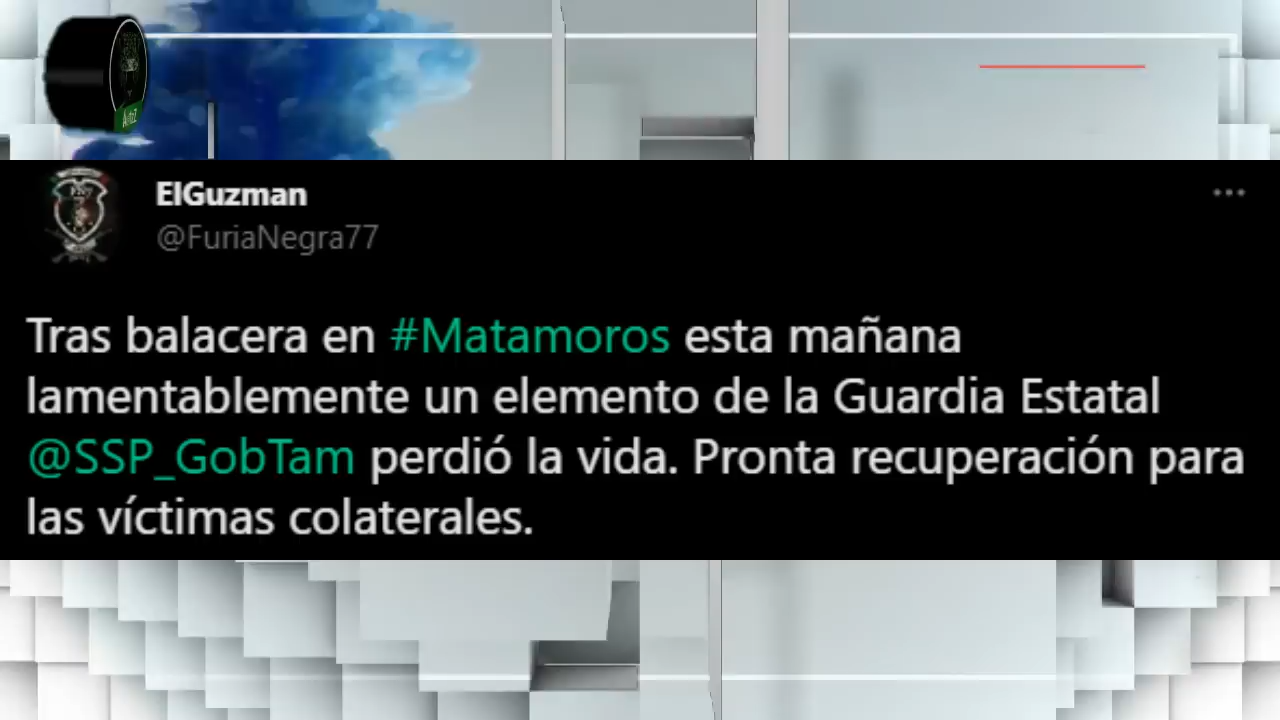 ElGuzman
@FuriaNegra77
Tras balacera en #Matamoros esta mañana
lamentablemente un elemento de la Guardia Estatal
@SSP_GobTam perdió la vida. Pronta recuperación para
las víctimas colaterales.